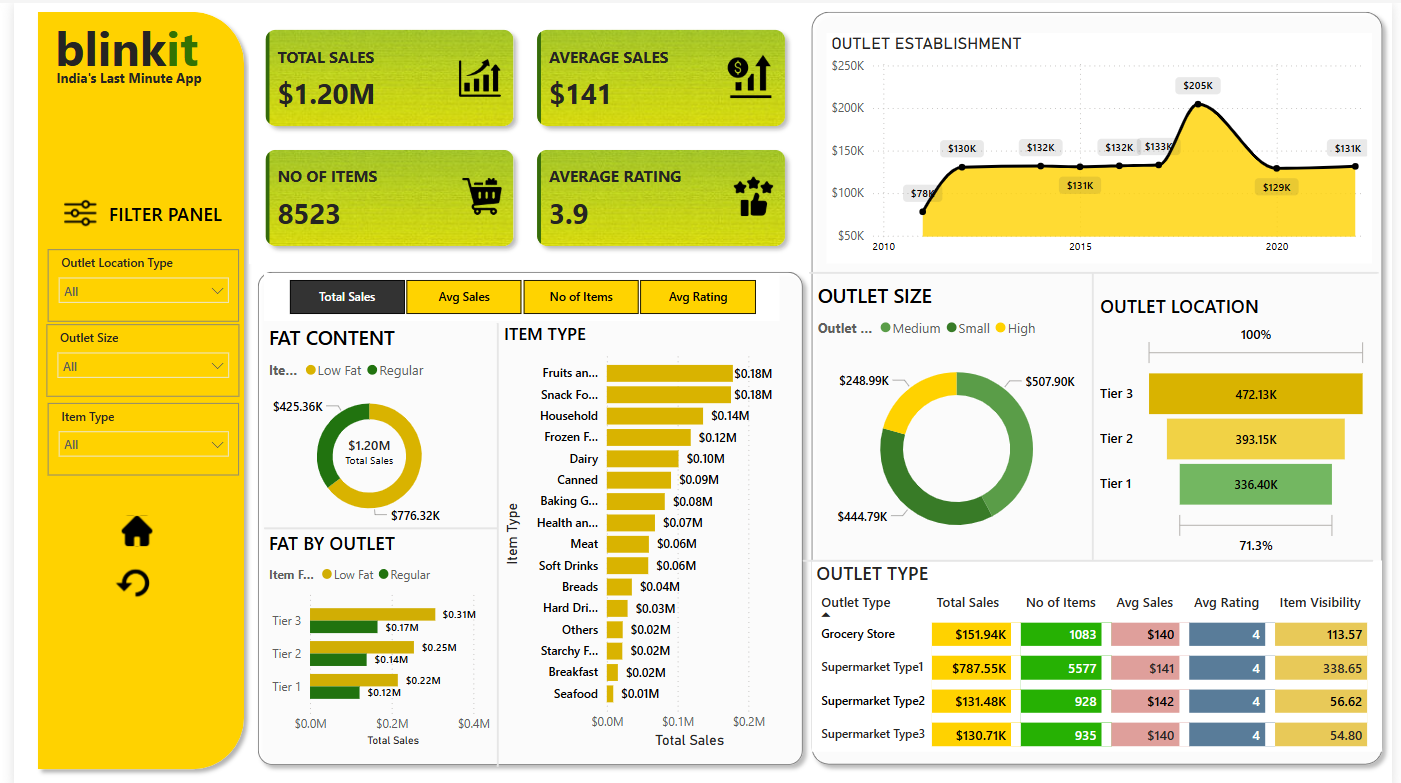 blinkit
India's Last Minute App
FILTER PANEL
Outlet Location Type
All
Outlet Size
All
Item Type
All
TOTAL SALES
$1.20M
AVERAGE SALES
$141
NO OF ITEMS
8523
AVERAGE RATING
3.9
Total Sales
Avg Sales
No of Items
Avg Rating
FAT CONTENT
Ite... Low Fat Regular
$425.36K
$1.20M
Total Sales
$776.32K
FAT BY OUTLET
Item F... Low Fat Regular
Tier 3 $0.31M
$0.17M
Tier 2 $0.25M
$0.14M
Tier 1 $0.22M
$0.12M
$0.0M $0.2M $0.4M
Total Sales
ITEM TYPE
Item Type
Fruits an... $0.18M
Snack Fo... $0.18M
Household $0.14M
Frozen F... $0.12M
Dairy $0.10M
Canned $0.09M
Baking G... $0.08M
Health an... $0.07M
Meat $0.06M
Soft Drinks $0.06M
Breads $0.04M
Hard Dri... $0.03M
Others $0.02M
Starchy F... $0.02M
Breakfast $0.02M
Seafood $0.01M
$0.0M $0.1M $0.2M
Total Sales
OUTLET ESTABLISHMENT
$250K
$200K
$150K
$100K
$50K
$78K
$130K
$132K
$131K
$132K
$133K
$205K
$129K
$131K
2010 2015 2020
OUTLET SIZE
Outlet ... Medium Small High
$248.99K
$507.90K
$444.79K
OUTLET LOCATION
100%
Tier 3 472.13K
Tier 2 393.15K
Tier 1 336.40K
71.3%
OUTLET TYPE
Outlet Type Total Sales No of Items Avg Sales Avg Rating Item Visibility
Grocery Store $151.94K 1083 $140 4 113.57
Supermarket Type1 $787.55K 5577 $141 4 338.65
Supermarket Type2 $131.48K 928 $142 4 56.62
Supermarket Type3 $130.71K 935 $140 4 54.80